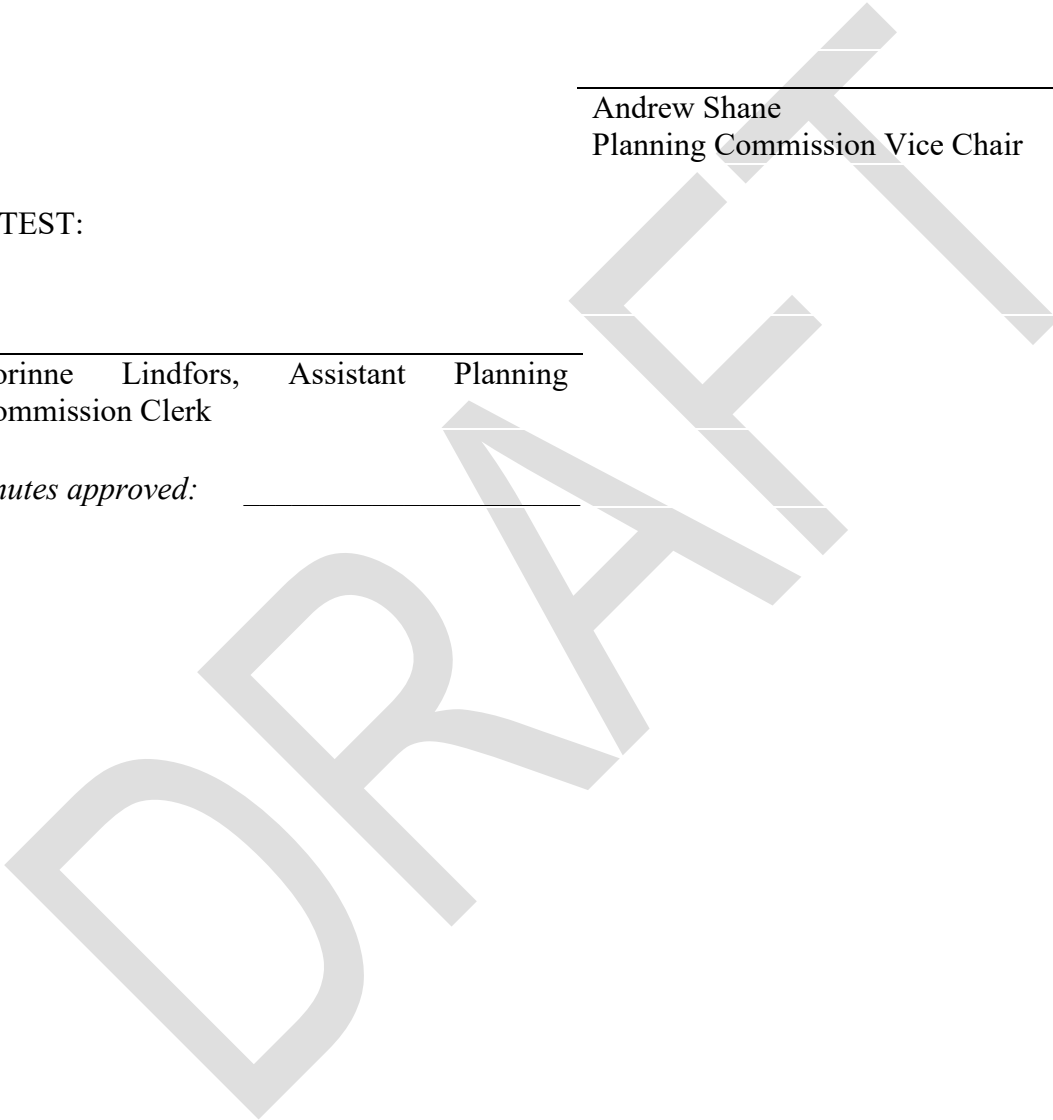 Andrew Shane
Planning Commission Vice Chair
TEST:
orinne Lindfors, Assistant Planning
ommission Clerk
nutes approved:
DRAFT